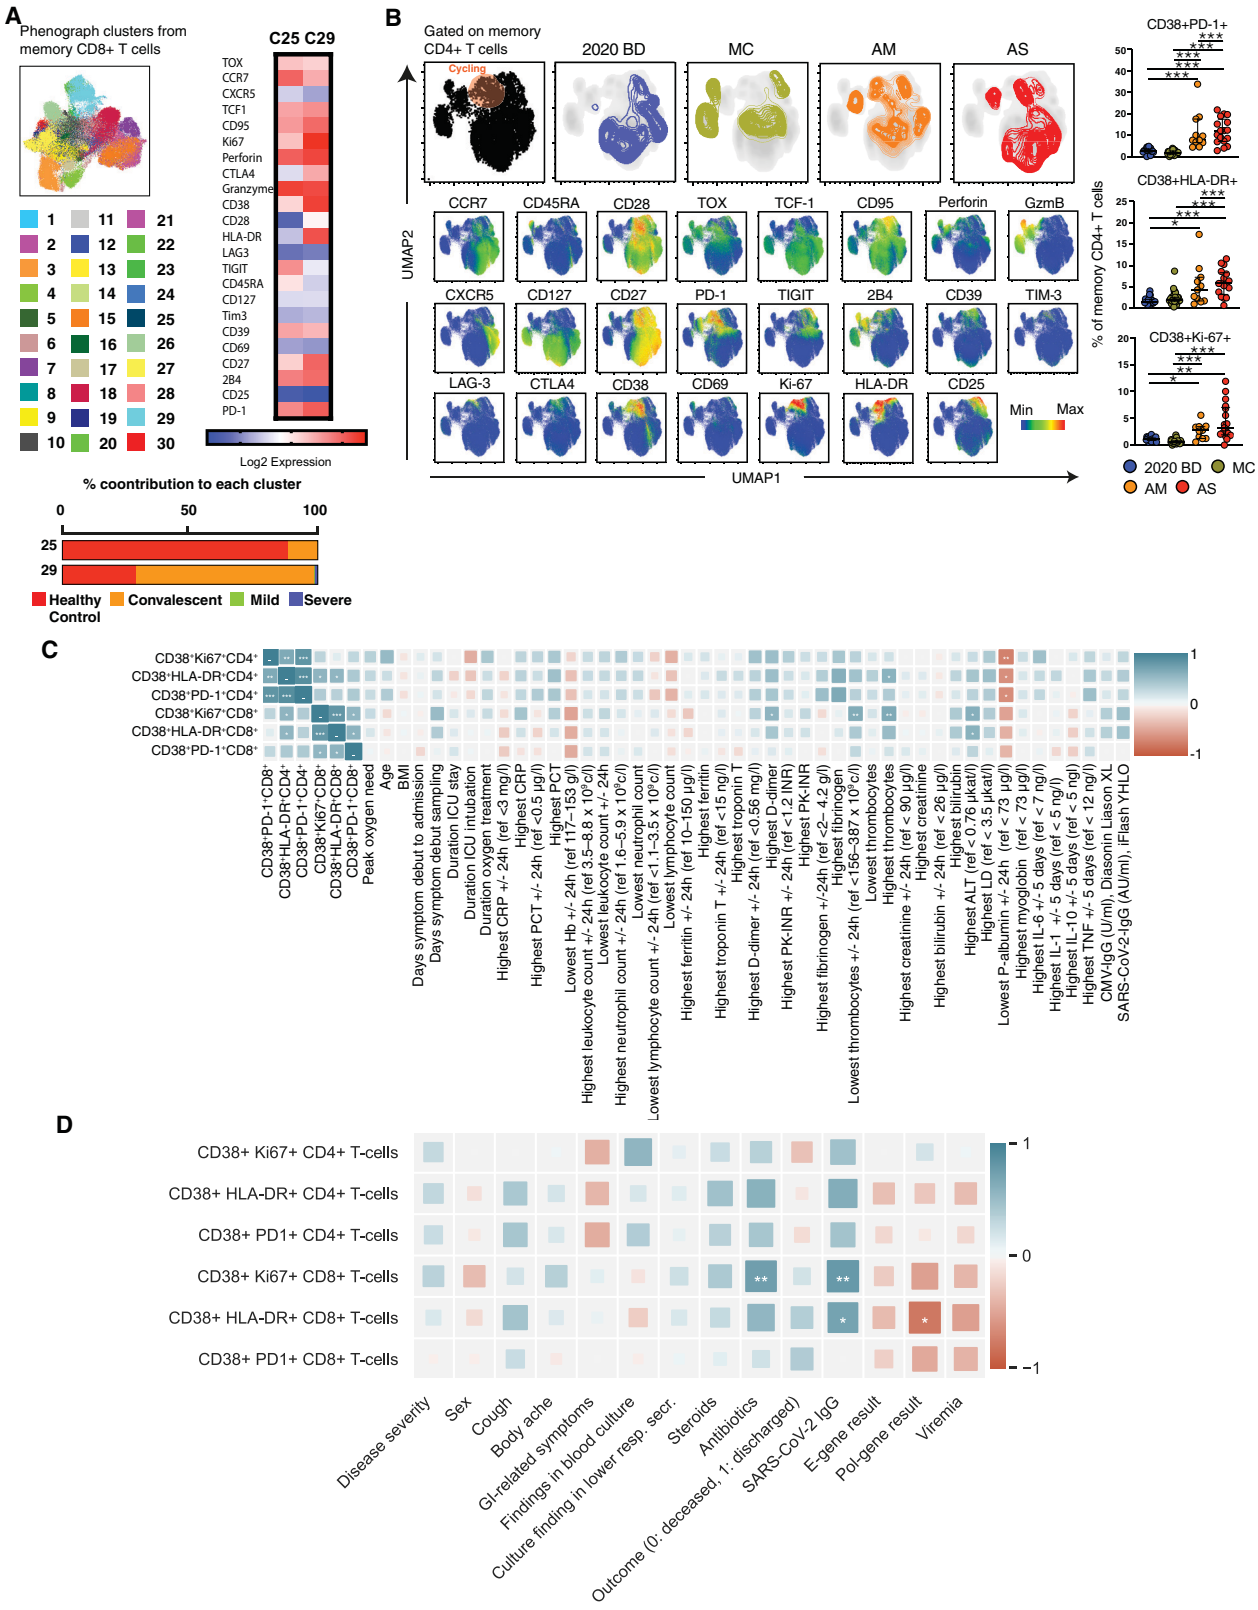 A
Phenograph clusters from
memory CD8+ T cells
C25 C29
TOX
CCR7
CXCR5
TCF1
CD95
Ki67
Perforin
CTLA4
Granzyme
CD38
CD28
HLA-DR
LAG3
TIGIT
CD45RA
CD127
Tim3
CD39
CD69
CD27
2B4
CD25
PD-1
Log2 Expression
1 11 21
2 12 22
3 13 23
4 14 24
5 15 25
6 16 26
7 17 27
8 18 28
9 19 29
10 20 30
% coontribution to each cluster
0 50 100
25
29
Healthy Control
Convalescent
Mild
Severe
B
Gated on memory
CD4+ T cells
Cycling
2020 BD MC AM AS
CCR7 CD45RA CD28 TOX TCF-1 CD95 Perforin GzmB
CXCR5 CD127 CD27 PD-1 TIGIT 2B4 CD39 TIM-3
LAG-3 CTLA4 CD38 CD69 Ki-67 HLA-DR CD25
Min Max
UMAP2
UMAP1
% of memory CD4+ T cells
CD38+PD-1+
***
***
***
***
***
50
40
30
20
10
0
CD38+HLA-DR+
***
***
***
*
25
20
15
10
5
0
CD38+Ki-67+
***
***
**
*
20
15
10
5
0
2020 BD MC
AM AS
C
CD38+Ki67+CD4+
CD38+HLA-DR+CD4+
CD38+PD-1+CD4+
CD38+Ki67+CD8+
CD38+HLA-DR+CD8+
CD38+PD-1+CD8+
1
0
-1
CD38+PD-1+CD8+
CD38+HLA-DR+CD4+
CD38+PD-1+CD4+
CD38+Ki67+CD8+
CD38+HLA-DR+CD8+
CD38+PD-1+CD8+
Peak oxygen need
Age
BMI
Days symptom debut to admission
Days symptom debut sampling
Duration ICU stay
Duration ICU intubation
Duration oxygen treatment
Highest CRP +/- 24h (ref <3 mg/l)
Highest CRP
Highest PCT +/- 24h (ref <0.5 µg/l)
Highest PCT
Lowest Hb +/- 24h (ref 117–153 g/l)
Highest leukocyte count +/- 24h (ref 3.5–8.8 x 10⁹c/l)
Lowest leukocyte count +/- 24h
Highest neutrophil count +/- 24h (ref 1.6–5.9 x 10⁹c/l)
Lowest neutrophil count
Lowest lymphocyte count +/- 24h (ref <1.1–3.5 x 10⁹c/l)
Lowest lymphocyte count
Highest ferritin +/- 24h (ref 10–150 µg/l)
Highest ferritin
Highest troponin T +/- 24h (ref <15 ng/l)
Highest troponin T
Highest D-dimer +/- 24h (ref <0.56 mg/l)
Highest D-dimer
Highest PK-INR +/- 24h (ref <1.2 INR)
Highest PK-INR
Highest fibrinogen +/-24h (ref <2– 4.2 g/l)
Highest fibrinogen
Lowest thrombocytes +/- 24h (ref <156–387 x 10⁹c/l)
Lowest thrombocytes
Highest thrombocytes
Highest creatinine +/- 24h (ref < 90 µg/l)
Highest creatinine
Highest bilirubin +/- 24h (ref < 26 µg/l)
Highest bilirubin
Highest ALT (ref < 0.76 µkat/l)
Highest LD (ref < 3.5 µkat/l)
Lowest P-albumin +/- 24h (ref < 73 µg/l)
Highest myoglobin (ref < 73 µg/l)
Highest IL-6 +/- 5 days (ref < 7 ng/l)
Highest IL-1 +/- 5 days (ref < 5 ng/l)
Highest IL-10 +/- 5 days (ref < 5 ng/l)
Highest TNF +/- 5 days (ref < 12 ng/l)
CMV-IgG (U/ml), Diasonin Liason XL
SARS-CoV-2-IgG (AU/ml), iFlash YHLO
D
CD38+ Ki67+ CD4+ T-cells
CD38+ HLA-DR+ CD4+ T-cells
CD38+ PD1+ CD4+ T-cells
CD38+ Ki67+ CD8+ T-cells
** **
CD38+ HLA-DR+ CD8+ T-cells
* *
CD38+ PD1+ CD8+ T-cells
1
0
−1
Disease severity
Sex
Cough
Body ache
GI-related symptoms
Findings in blood culture
Culture finding in lower resp. secr.
Steroids
Antibiotics
Outcome (0: deceased, 1: discharged)
SARS-CoV-2 IgG
E-gene result
Pol-gene result
Viremia